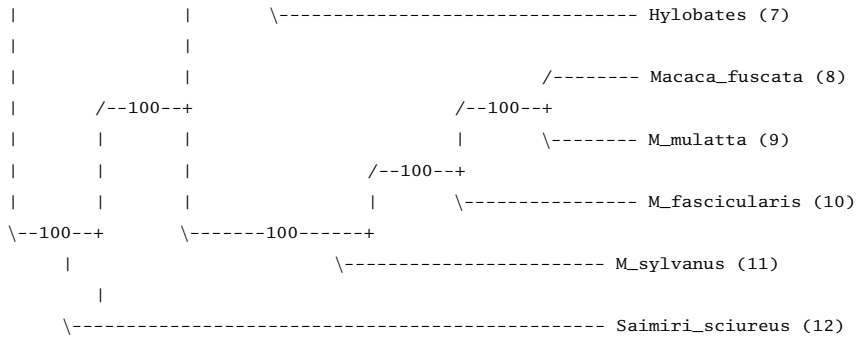 |                   |         \--------------------------------- Hylobates (7)
|                   |
|                   |                                       /-------- Macaca_fuscata (8)
|         /--100--+                             /--100--+
|         |         |                             |         \-------- M_mulatta (9)
|         |         |                   /--100--+
|         |         |                   |         \---------------- M_fascicularis (10)
\--100--+         \-------100------+
      |                             \------------------------ M_sylvanus (11)
          |
      \------------------------------------------------- Saimiri_sciureus (12)